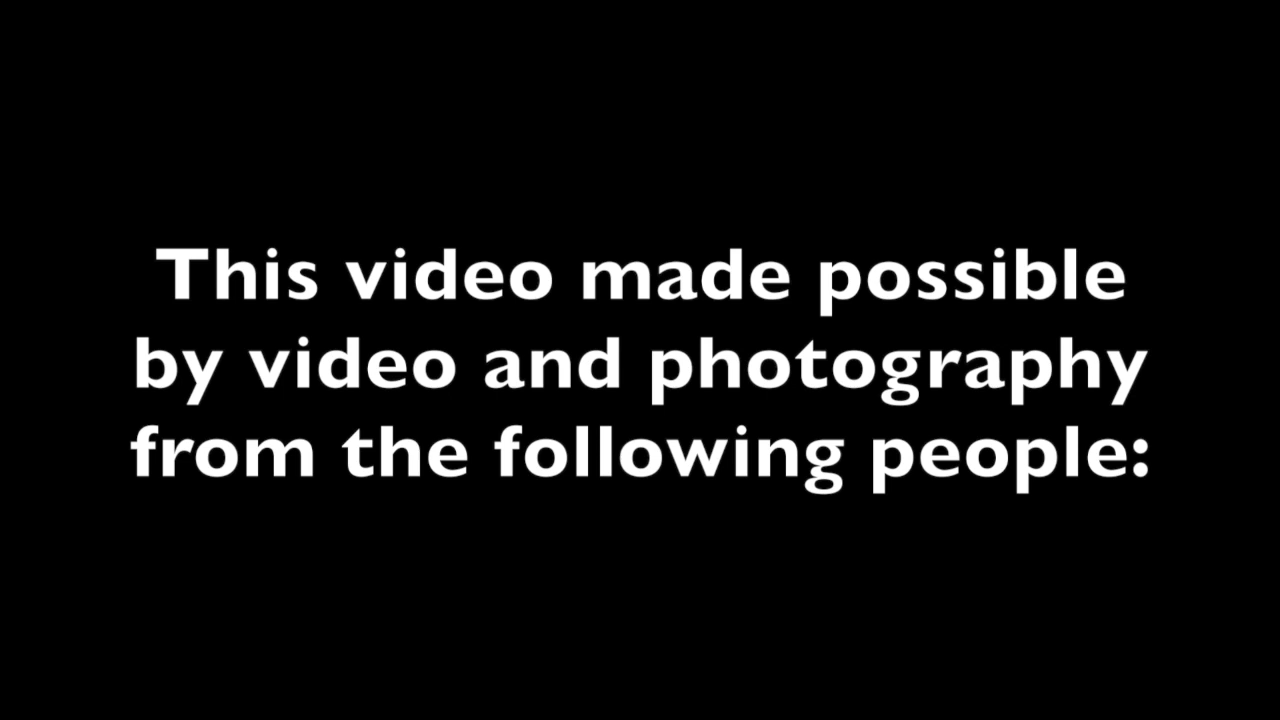 This video made possible
by video and photography
from the following people: